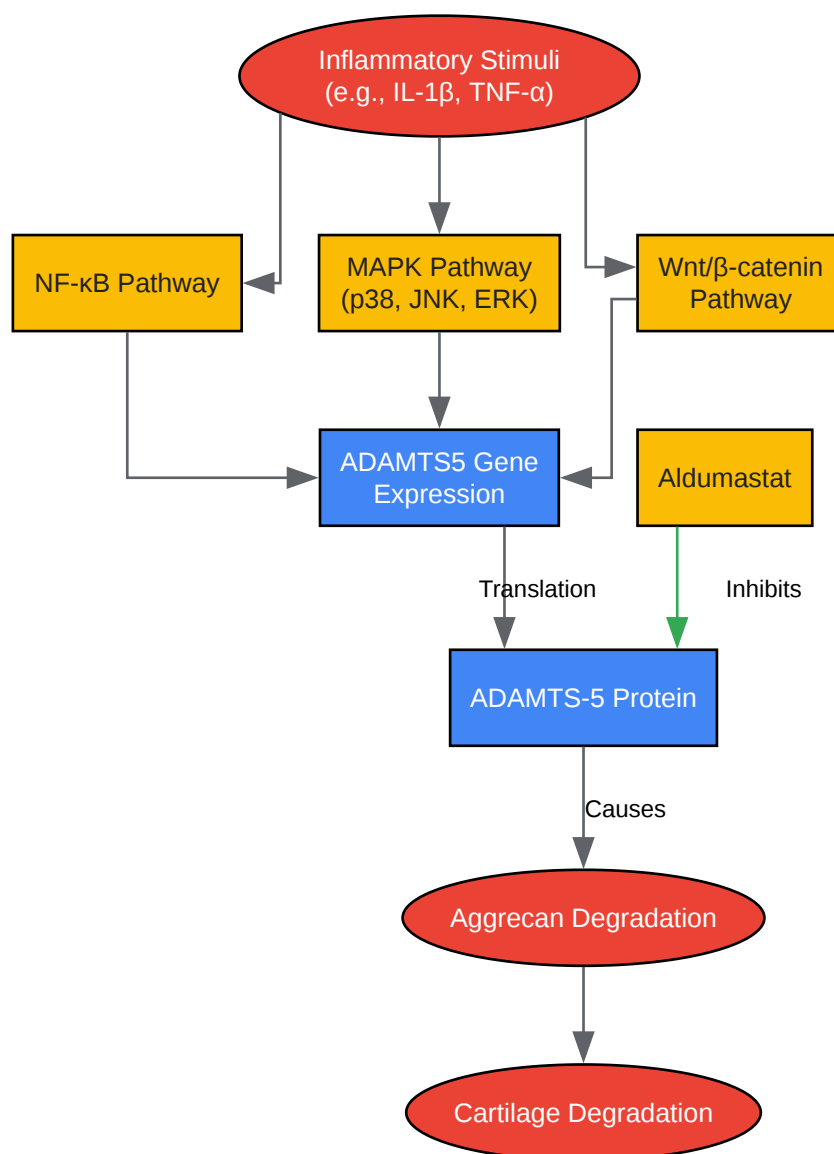 Inflammatory Stimuli
(e.g., IL-1β, TNF-α)
NF-κB Pathway
MAPK Pathway
(p38, JNK, ERK)
Wnt/β-catenin
Pathway
ADAMTS5 Gene
Expression
Aldumastat
Translation
Inhibits
ADAMTS-5 Protein
Causes
Aggrecan Degradation
Cartilage Degradation